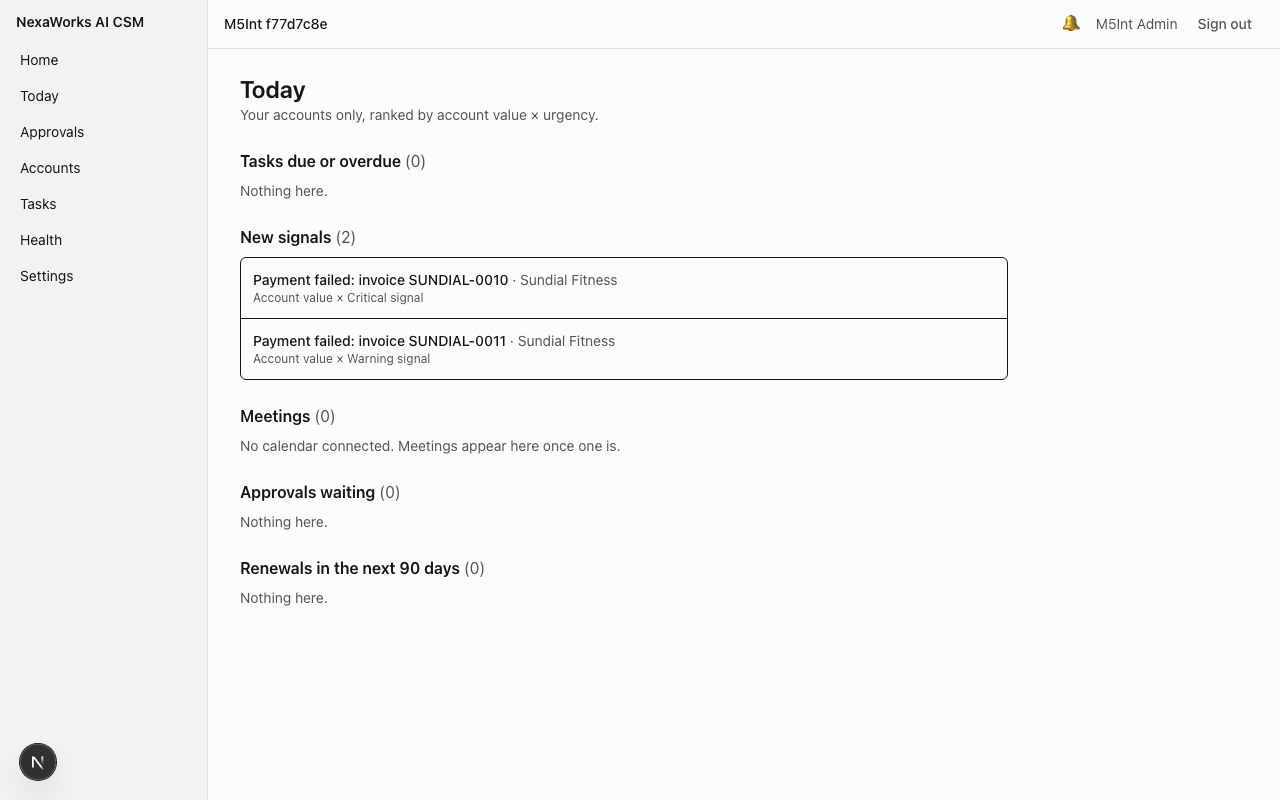 NexaWorks AI CSM
Home
Today
Approvals
Accounts
Tasks
Health
Settings
M5Int f77d7c8e
M5Int Admin
Sign out
Today
Your accounts only, ranked by account value × urgency.
Tasks due or overdue (0)
Nothing here.
New signals (2)
Payment failed: invoice SUNDIAL-0010 · Sundial Fitness
Account value × Critical signal
Payment failed: invoice SUNDIAL-0011 · Sundial Fitness
Account value × Warning signal
Meetings (0)
No calendar connected. Meetings appear here once one is.
Approvals waiting (0)
Nothing here.
Renewals in the next 90 days (0)
Nothing here.
N